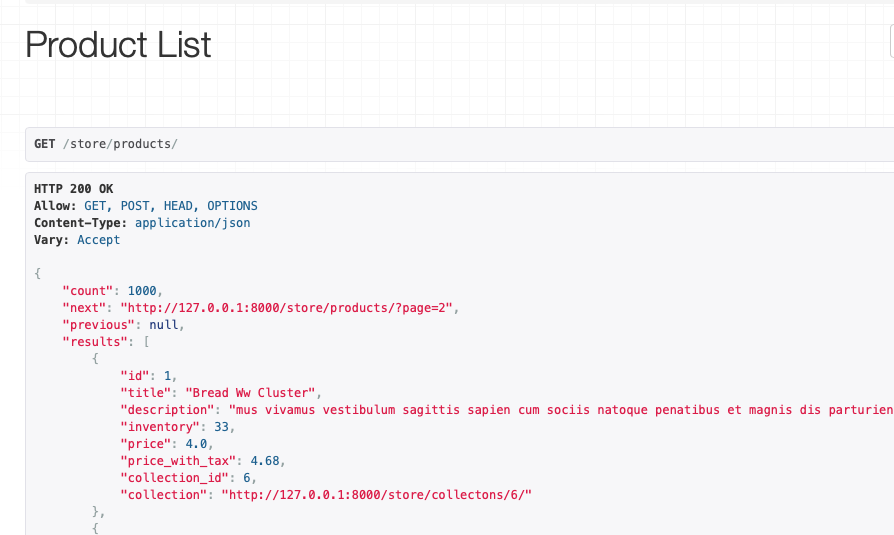 Product List
GET /store/products/
HTTP 200 OK
Allow: GET, POST, HEAD, OPTIONS
Content-Type: application/json
Vary: Accept
{
"count": 1000,
"next": "http://127.0.0.1:8000/store/products/?page=2",
"previous": null,
"results": [
{
"id": 1,
"title": "Bread Ww Cluster",
"description": "mus vivamus vestibulum sagittis sapien cum sociis natoque penatibus et magnis dis parturien
"inventory": 33,
"price": 4.0,
"price_with_tax": 4.68,
"collection_id": 6,
"collection": "http://127.0.0.1:8000/store/collectons/6/"
},
{